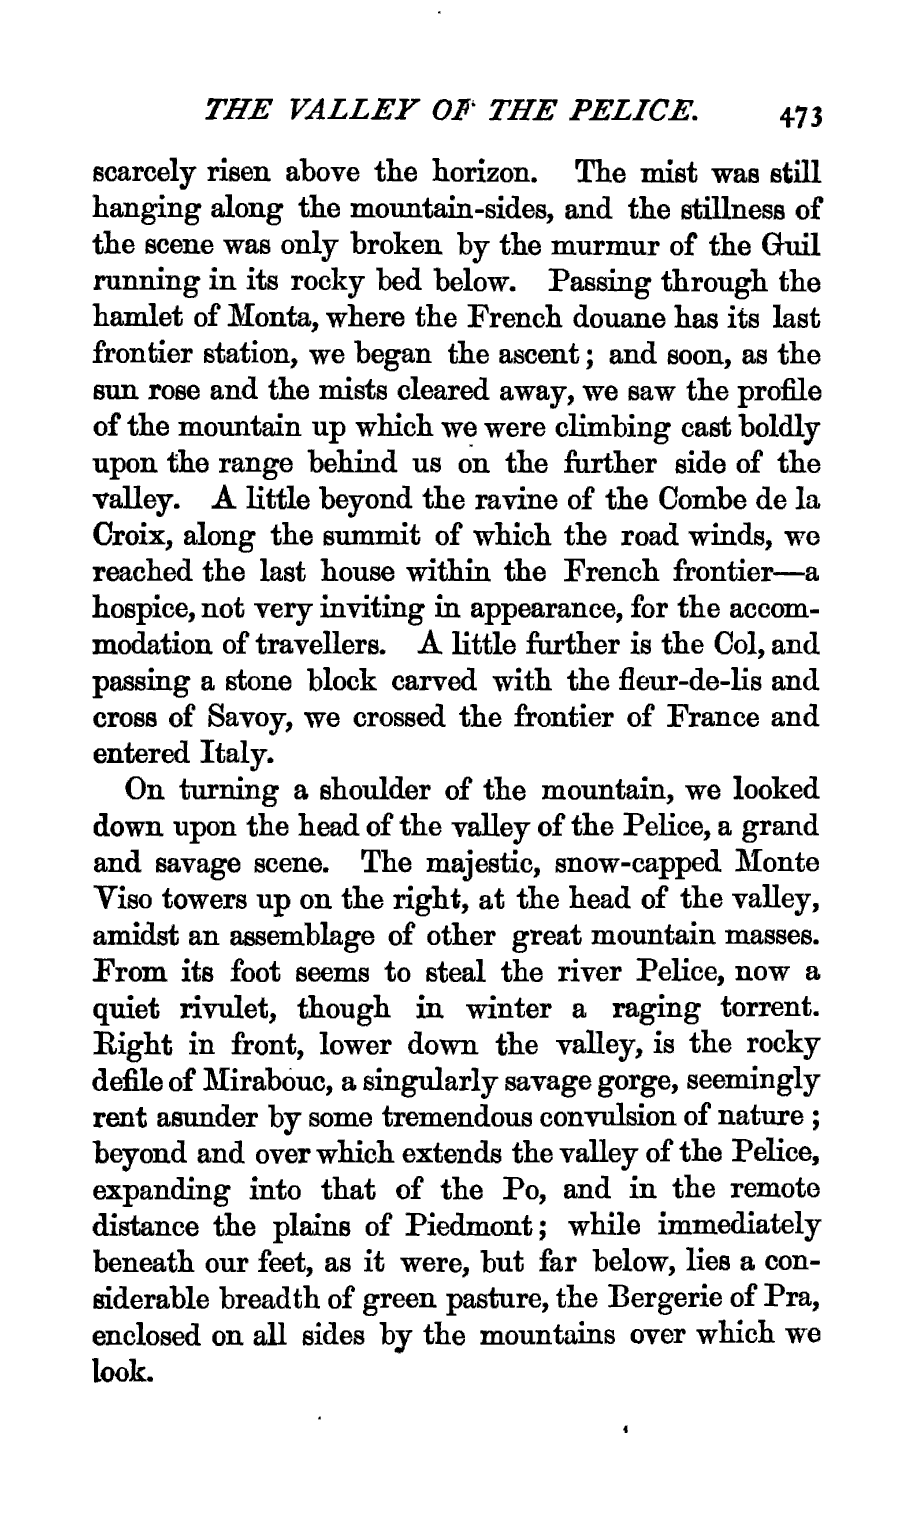 THE VALLEY OF THE PELICE. 473
scarcely risen above the horizon. The mist was still
hanging along the mountain-sides, and the stillness of
the scene was only broken by the murmur of the Guil
running in its rocky bed below. Passing through the
hamlet of Monta, where the French douane has its last
frontier station, we began the ascent; and soon, as the
sun rose and the mists cleared away, we saw the profile
of the mountain up which we were climbing cast boldly
upon the range behind us on the further side of the
valley. A little beyond the ravine of the Combe de la
Croix, along the summit of which the road winds, we
reached the last house within the French frontier—a
hospice, not very inviting in appearance, for the accom-
modation of travellers. A little further is the Col, and
passing a stone block carved with the fleur-de-lis and
cross of Savoy, we crossed the frontier of France and
entered Italy.
On turning a shoulder of the mountain, we looked
down upon the head of the valley of the Pelice, a grand
and savage scene. The majestic, snow-capped Monte
Viso towers up on the right, at the head of the valley,
amidst an assemblage of other great mountain masses.
From its foot seems to steal the river Pelice, now a
quiet rivulet, though in winter a raging torrent.
Right in front, lower down the valley, is the rocky
defile of Mirabouc, a singularly savage gorge, seemingly
rent asunder by some tremendous convulsion of nature;
beyond and over which extends the valley of the Pelice,
expanding into that of the Po, and in the remote
distance the plains of Piedmont; while immediately
beneath our feet, as it were, but far below, lies a con-
siderable breadth of green pasture, the Bergerie of Pra,
enclosed on all sides by the mountains over which we
look.